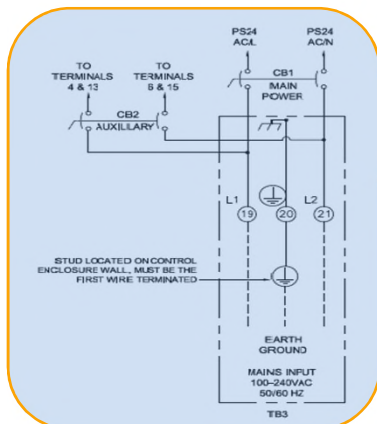 PS24
AC/L
PS24
AC/N
TO
TERMINALS
4 & 13
TO
TERMINALS
6 & 15
CB1
MAIN
POWER
CB2
AUXILLARY
L1
L2
19
20
21
STUD LOCATED ON CONTROL
ENCLOSURE WALL, MUST BE THE
FIRST WIRE TERMINATED
EARTH
GROUND
MAINS INPUT
100–240VAC
50/60 HZ
TB3